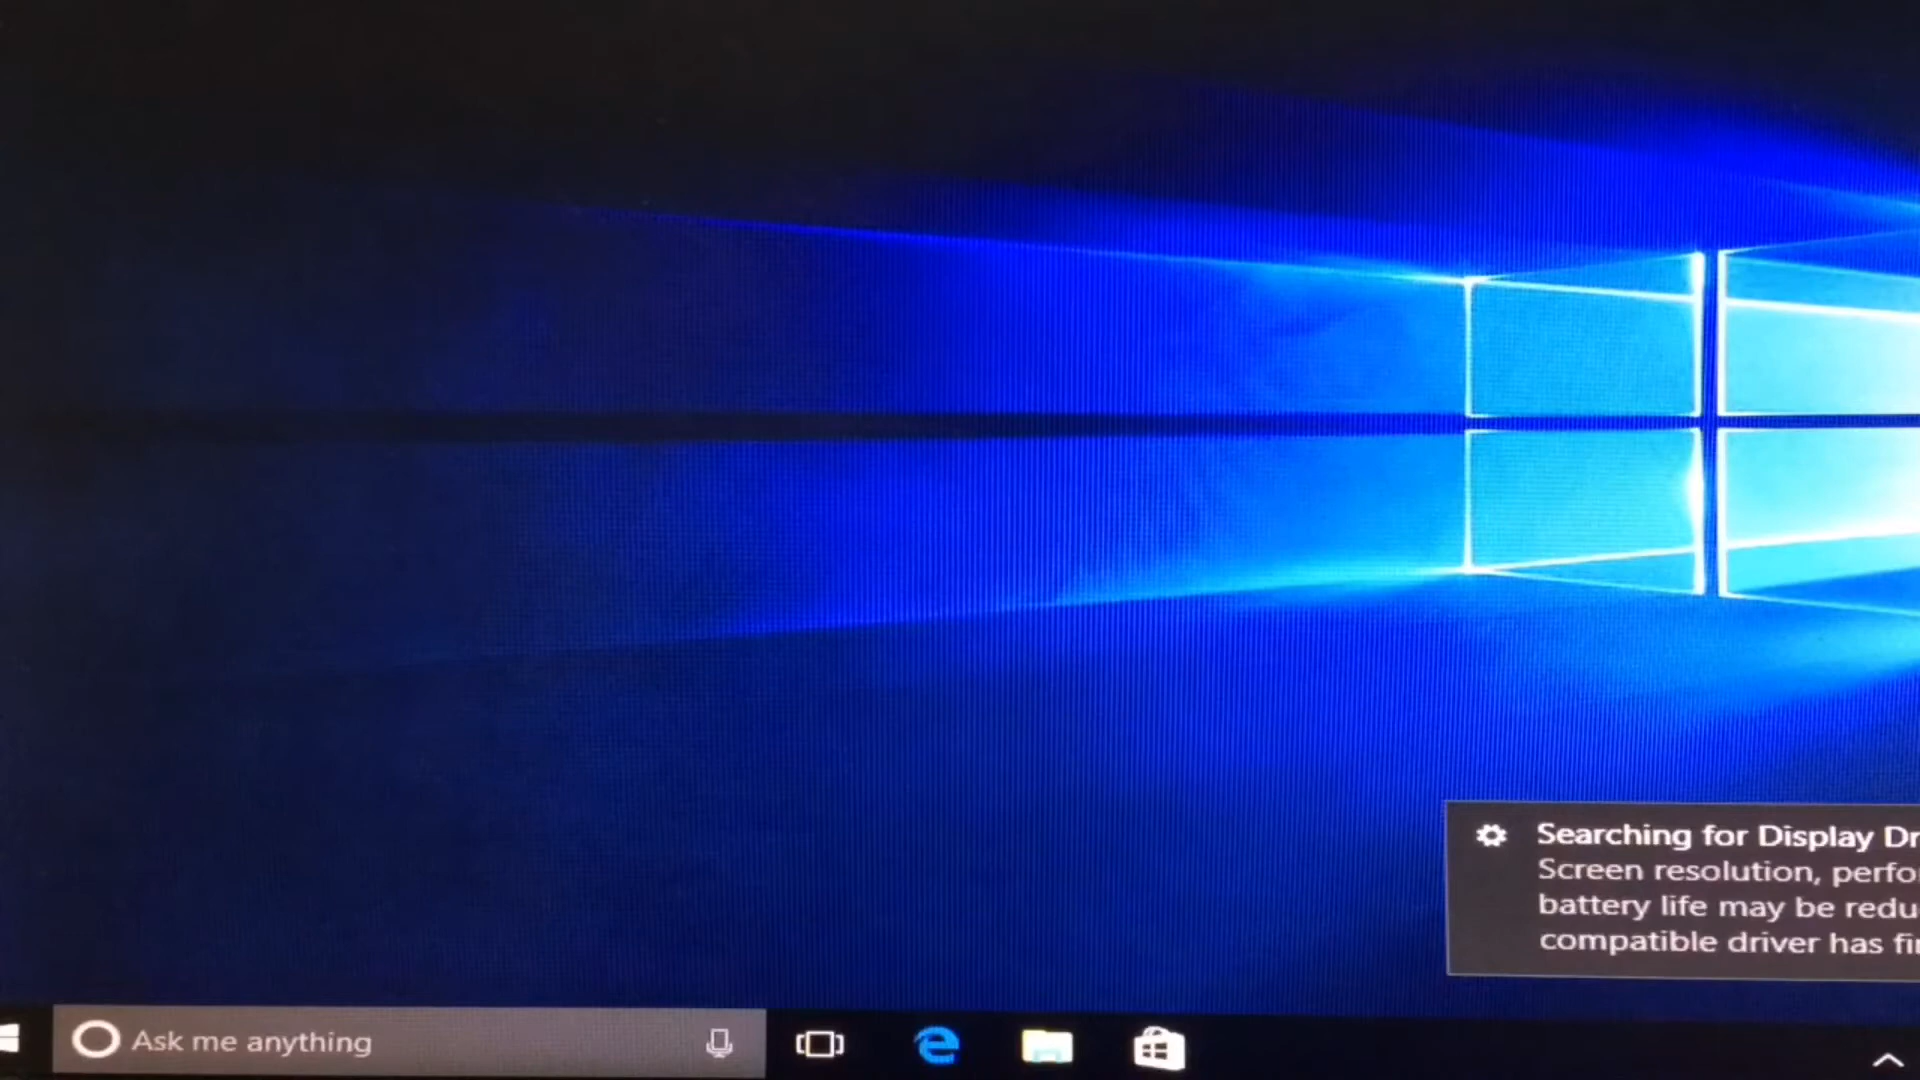 Searching for Display
Screen resolution,
battery life may be
compatible driver has
Ask me anything